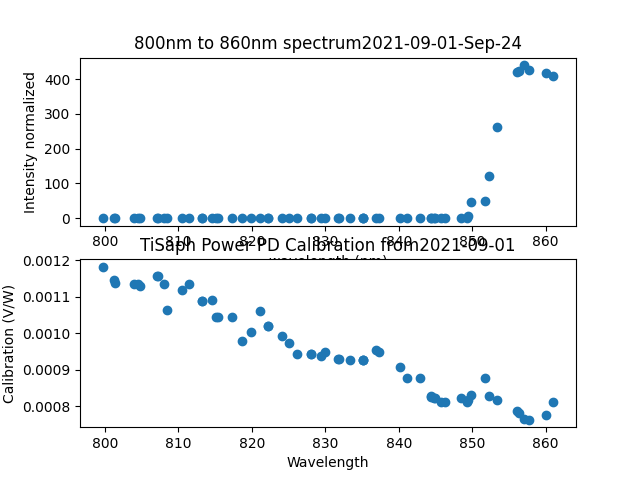 800nm to 860nm spectrum2021-09-01-Sep-24
Intensity normalized
400
300
200
100
0
800 810 820 830 840 850 860
wavelength (nm)
TiSaph Power PD Calibration from2021-09-01
Calibration (V/W)
0.0012
0.0011
0.0010
0.0009
0.0008
800 810 820 830 840 850 860
Wavelength